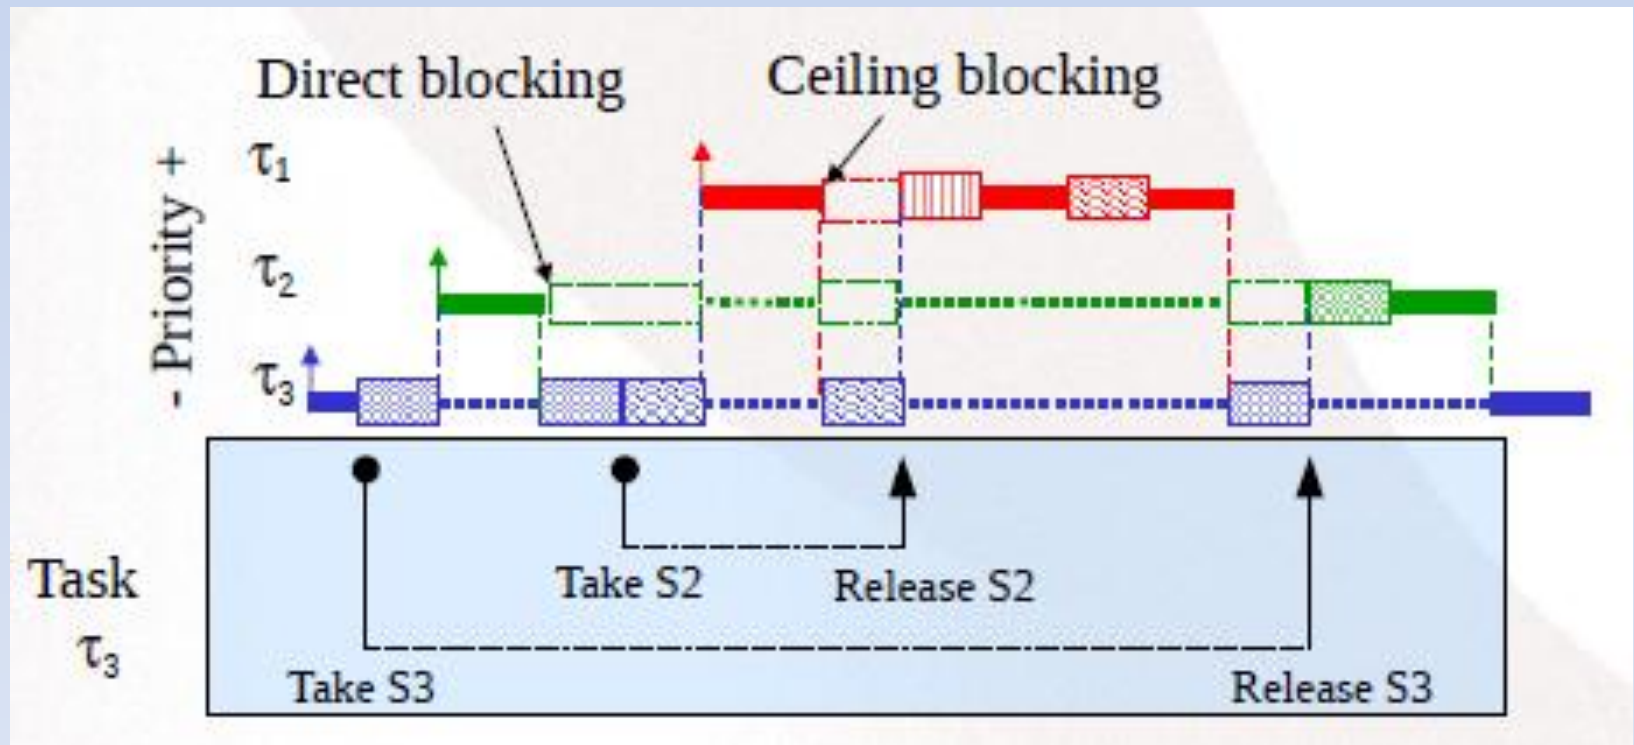 Direct blocking
Ceiling blocking
- Priority +
τ1
τ2
τ3
Take S2
Release S2
Task
τ3
Take S3
Release S3